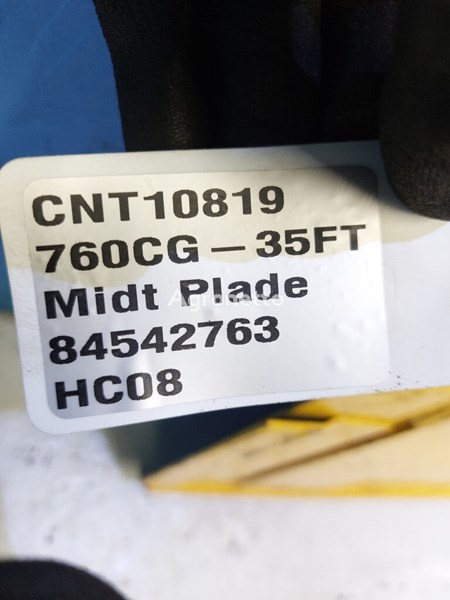 CNT10819
760CG – 35FT
Midt Plade
84542763
HC08